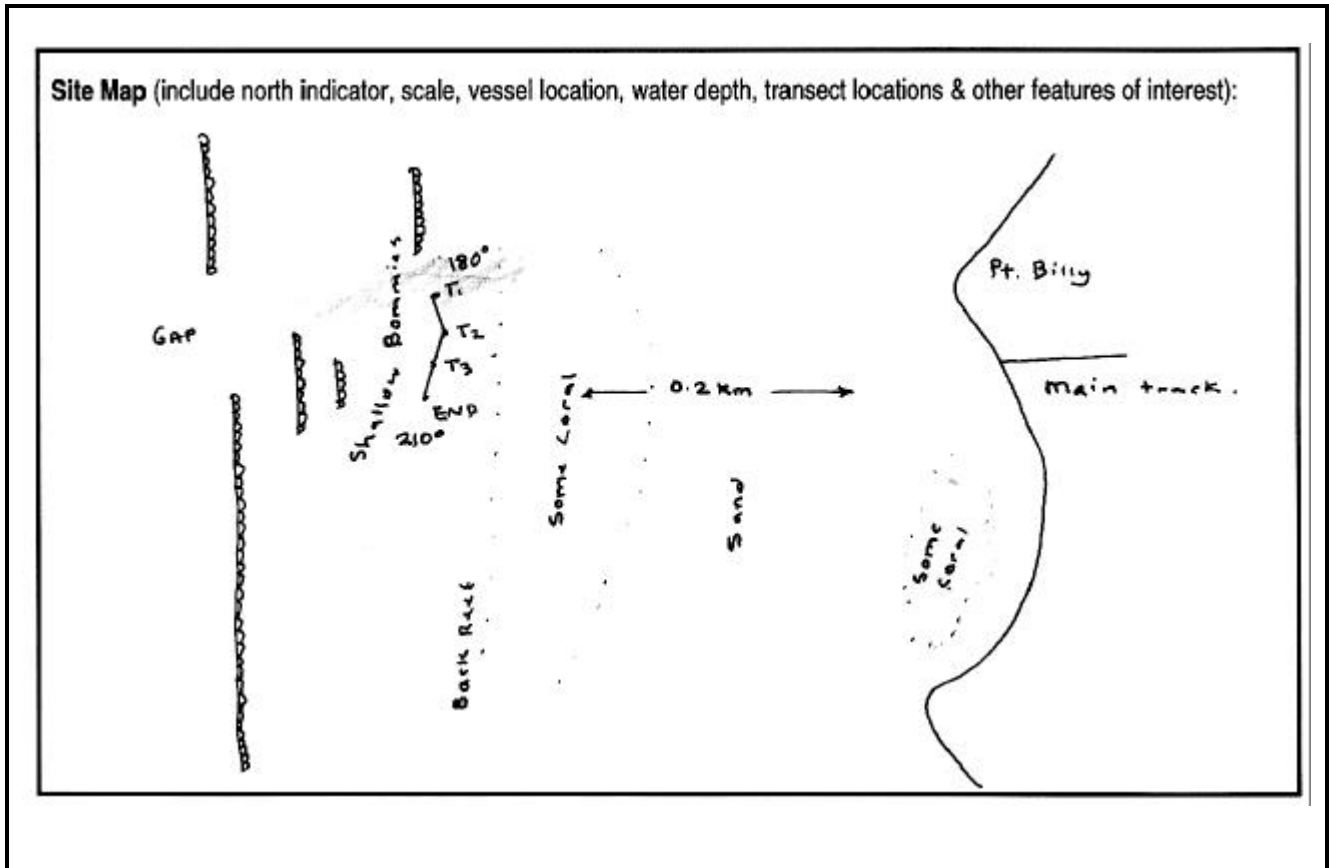 Site Map (include north indicator, scale, vessel location, water depth, transect locations & other features of interest):
180°
T1
Pt. Billy
GAP
T2
T3
Shallow Bommies
0.2 km
Main track.
END
210°
Some Coral
Sand
Some
Coral
Back Reef